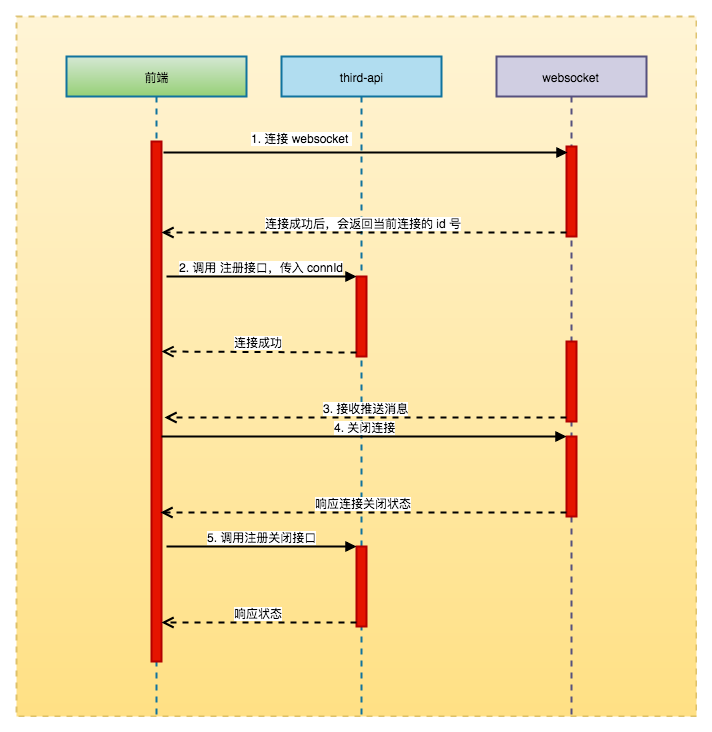 前端
third-api
websocket
1. 连接 websocket
连接成功后，会返回当前连接的 id 号
2. 调用 注册接口，传入 connId
连接成功
3. 接收推送消息
4. 关闭连接
响应连接关闭状态
5. 调用注册关闭接口
响应状态